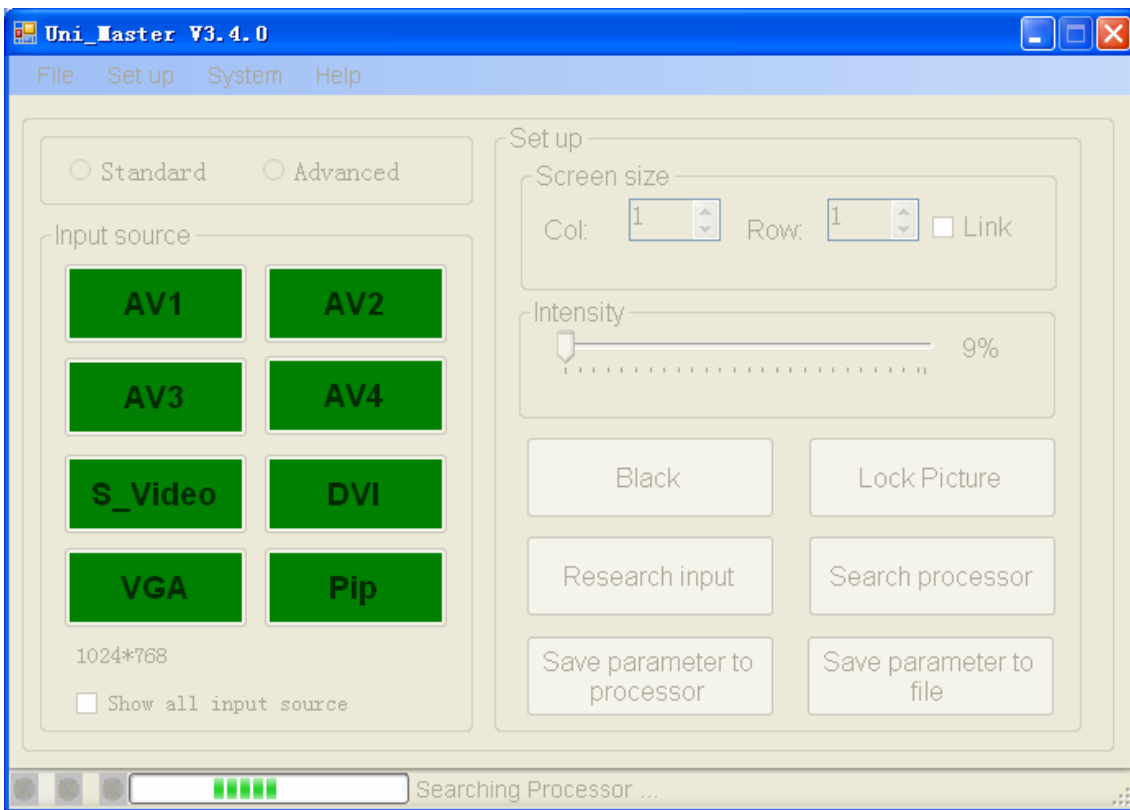 Uni_Master V3.4.0
File Set up System Help
Standard Advanced
Input source
AV1 AV2
AV3 AV4
S_Video DVI
VGA Pip
1024*768
Show all input source
Set up
Screen size
Col: 1 Row: 1 Link
Intensity
9%
Black Lock Picture
Research input Search processor
Save parameter to
processor
Save parameter to
file
Searching Processor ...